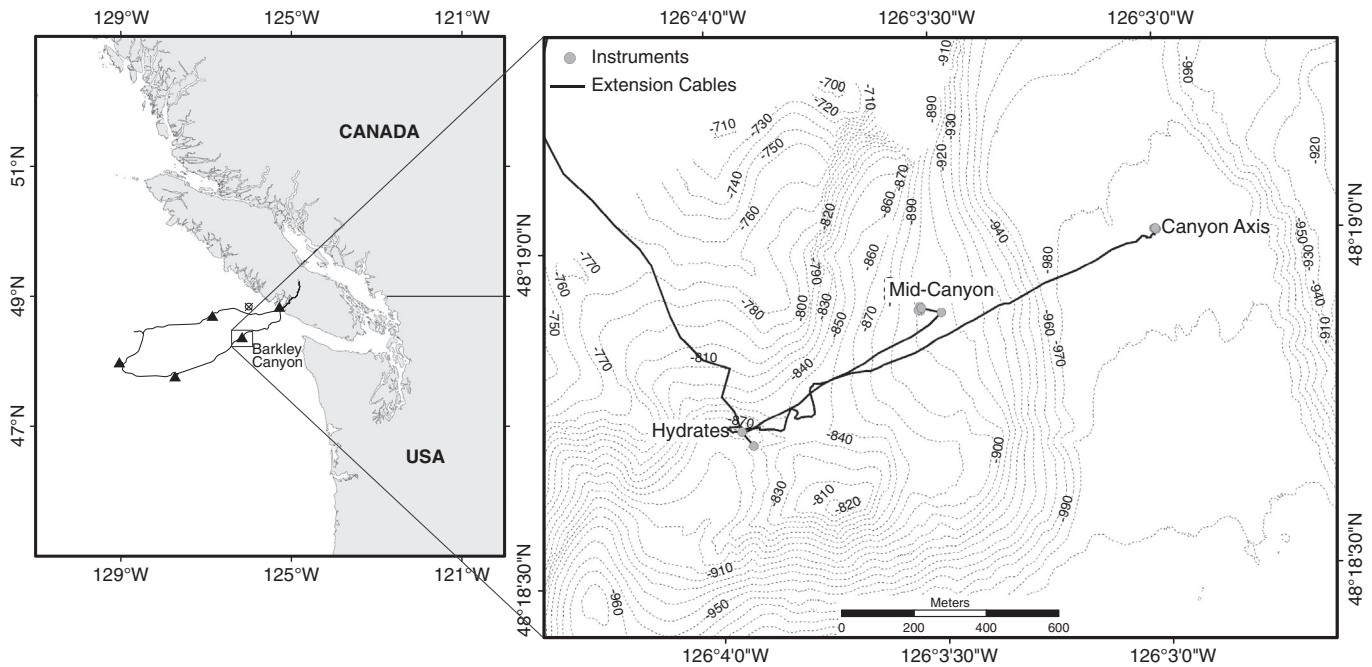 129°W
125°W
121°W
51°N
49°N
47°N
CANADA
USA
Barkley
Canyon
129°W
125°W
121°W
126°4'0"W
126°3'30"W
126°3'0"W
Instruments
Extension Cables
-910
-960
-700
-710
-720
-710
-730
-750
-890
-930
-920
-920
-740
-760
-870
-860
-890
-820
-940
Canyon Axis
48°19'0"N
48°19'0"N
-770
-760
-750
-790
-860
-980
-950
-930
-940
-910
Mid-Canyon
-780
-800
-830
-850
-870
-960
-970
-770
-810
-840
Hydrates
-870
-840
-900
-830
-810
-820
-990
-910
-960
-950
48°18'30"N
48°18'30"N
Meters
0
200
400
600
126°4'0"W
126°3'30"W
126°3'0"W